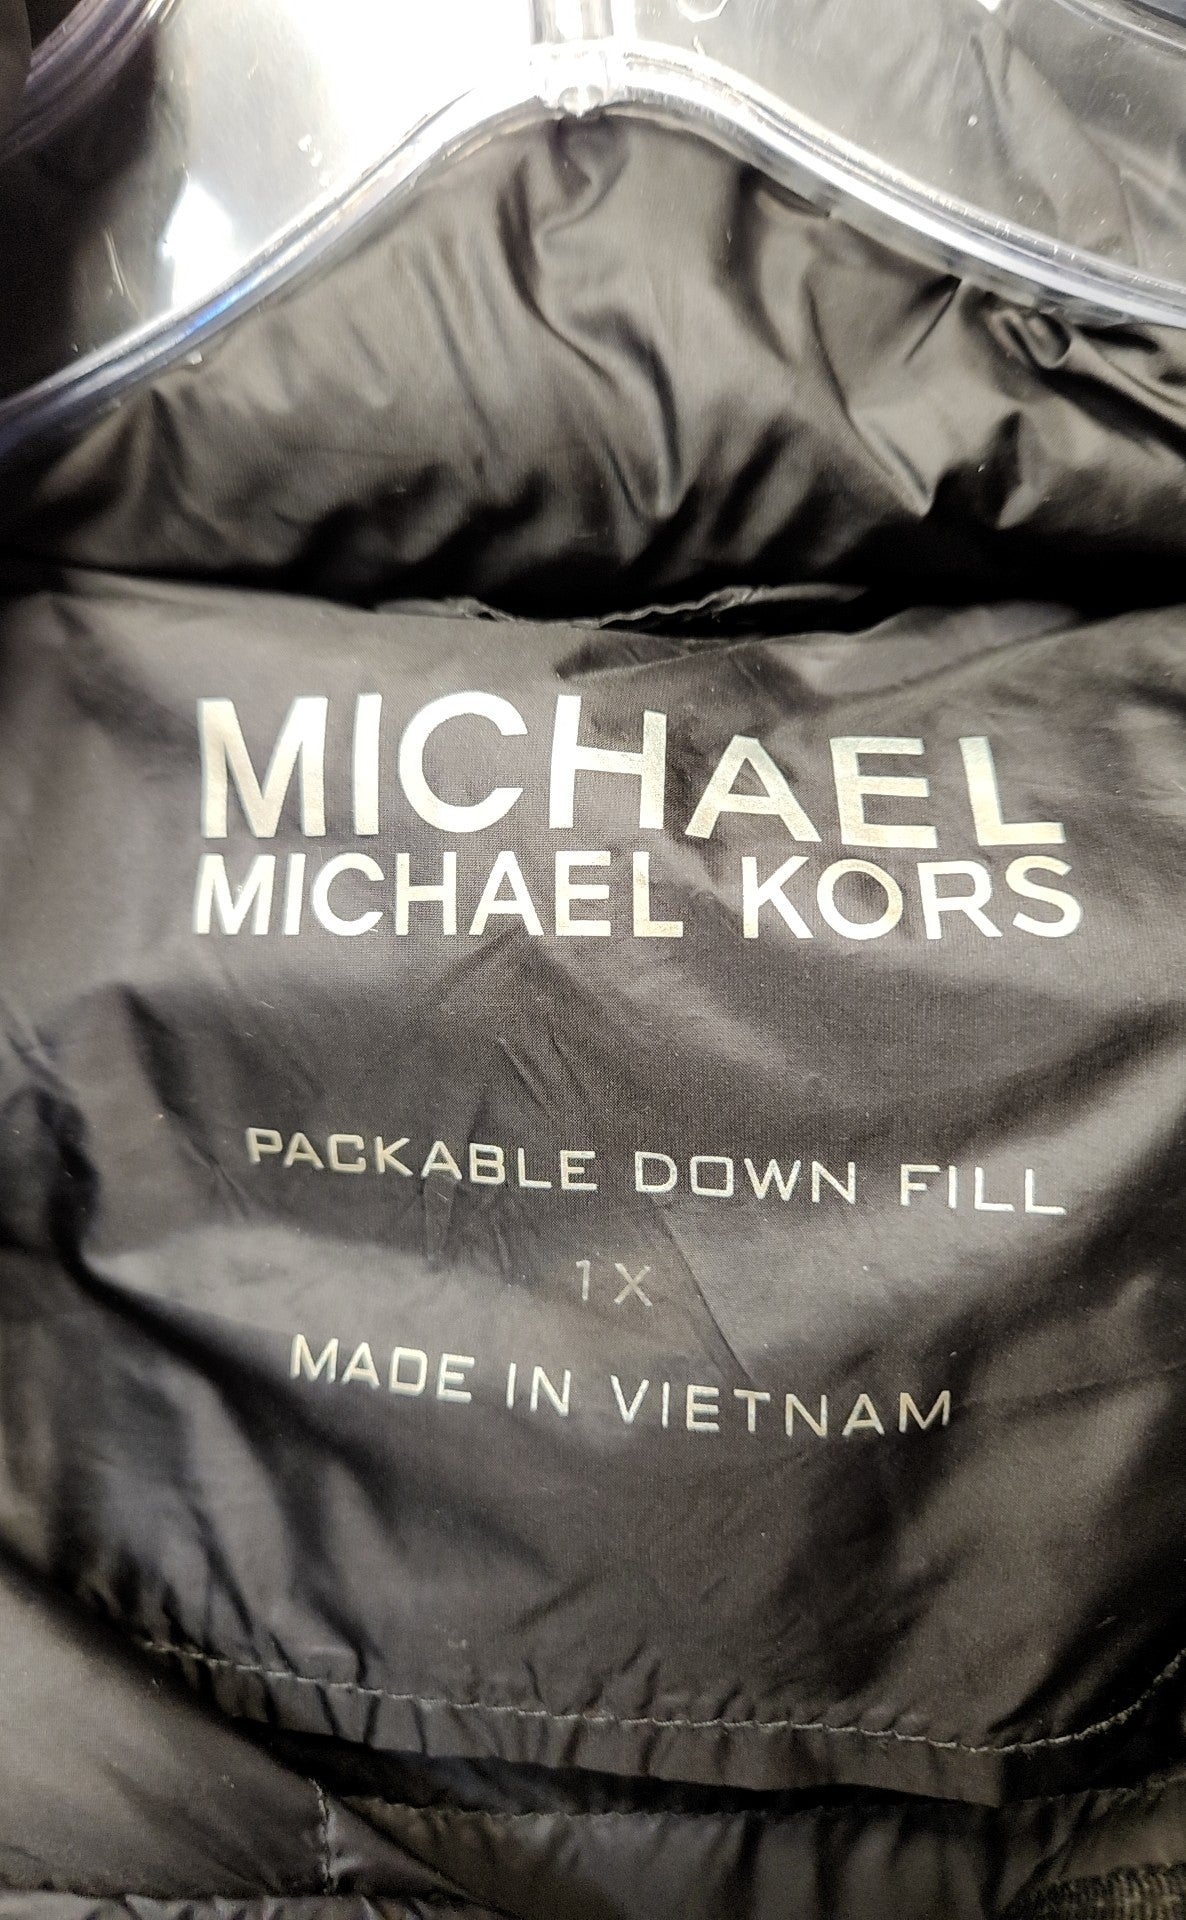 MICHAEL
MICHAEL KORS
PACKABLE DOWN FILL
1X
MADE IN VIETNAM